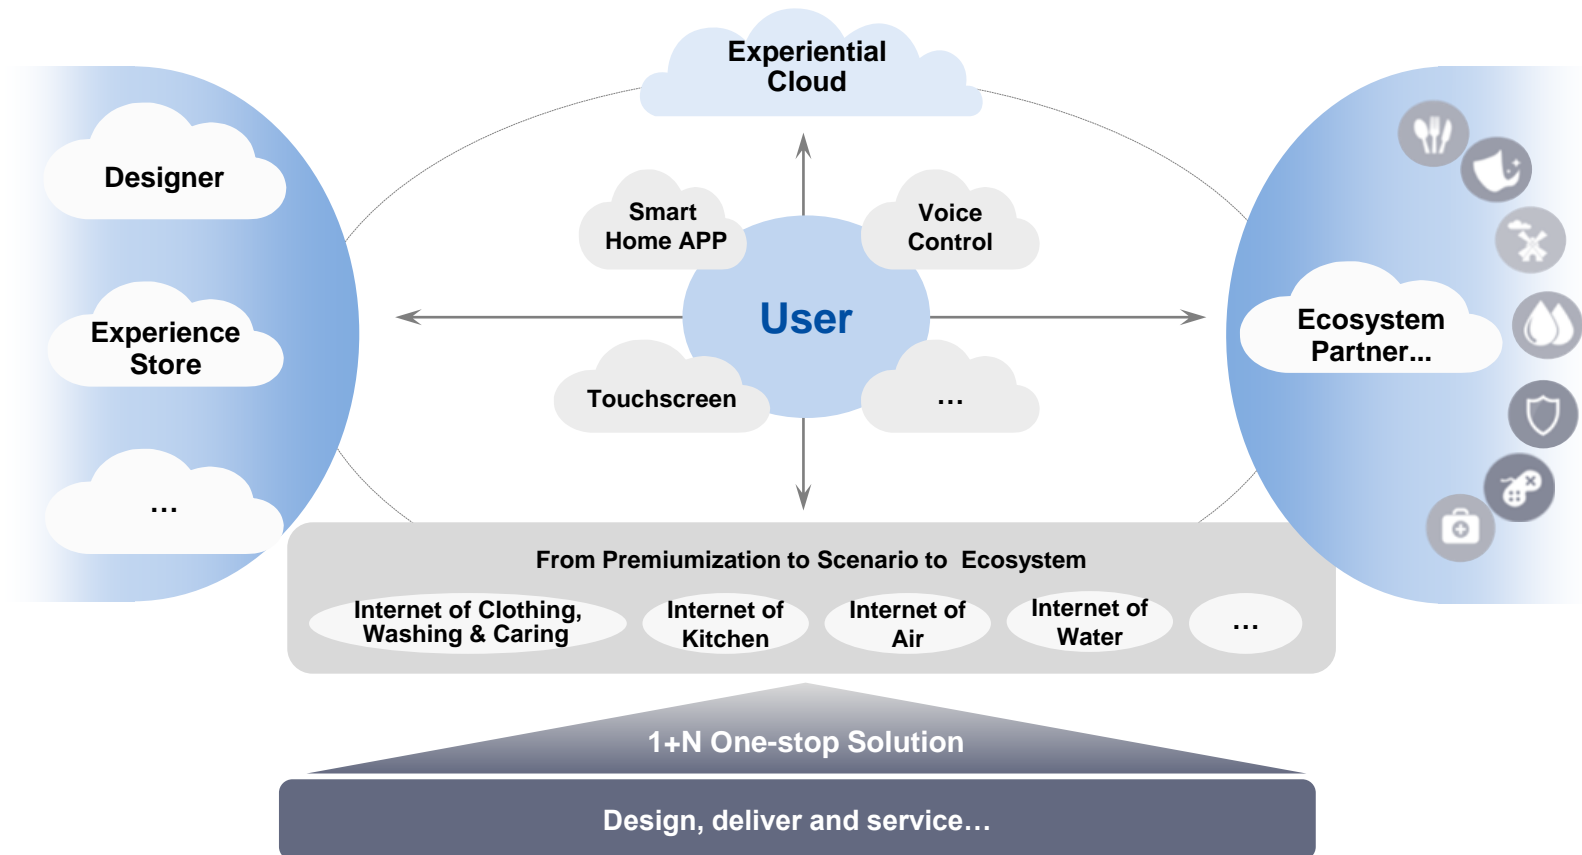 Experiential
Cloud
Designer
Smart
Home APP
Voice
Control
Experience
Store
User
Ecosystem
Partner...
Touchscreen
…
…
From Premiumization to Scenario to  Ecosystem
Internet of Clothing,
Washing & Caring
Internet of
Kitchen
Internet of
Air
Internet of
Water
…
1+N One-stop Solution
Design, deliver and service…